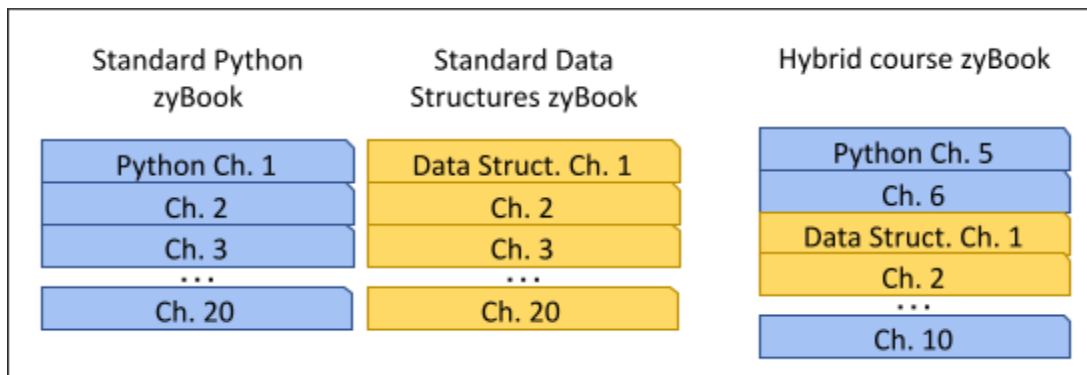 Standard Python
zyBook
Python Ch. 1
Ch. 2
Ch. 3
...
Ch. 20
Standard Data
Structures zyBook
Data Struct. Ch. 1
Ch. 2
Ch. 3
...
Ch. 20
Hybrid course zyBook
Python Ch. 5
Ch. 6
Data Struct. Ch. 1
Ch. 2
...
Ch. 10